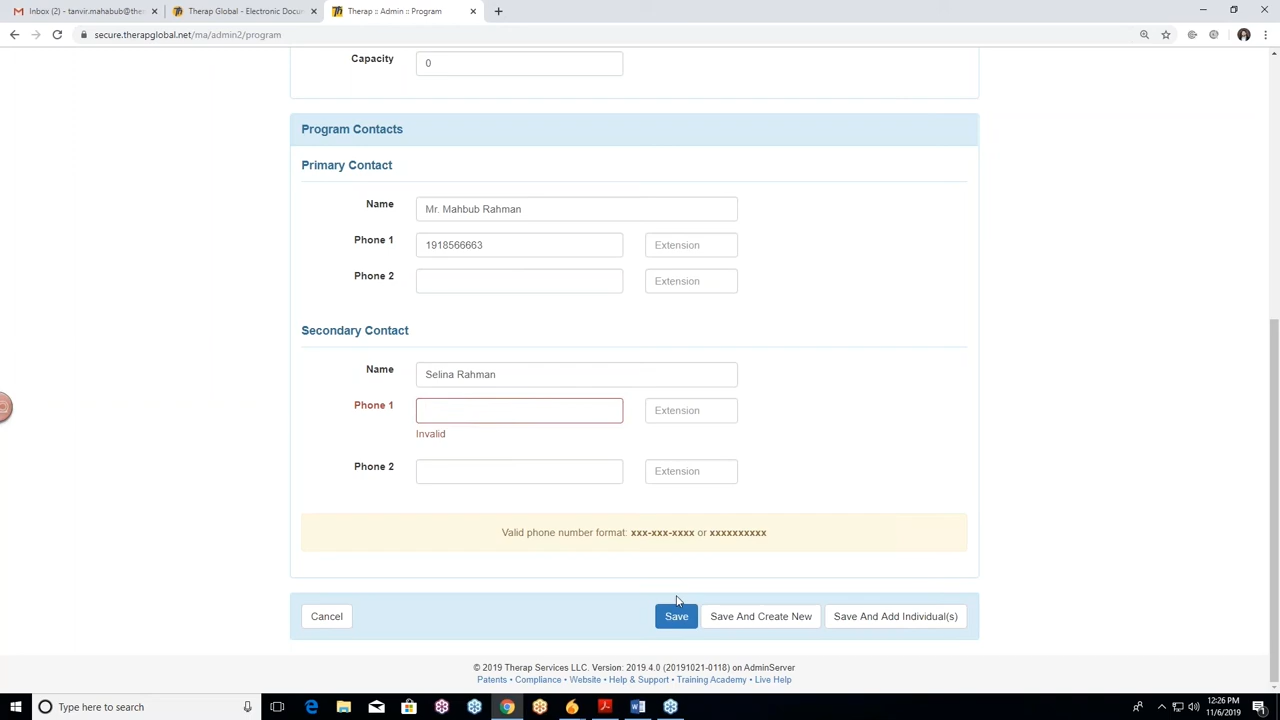 Inbox (60) - tanvir.mahabub@the
Therap Global - Electronic Docu
Therap :: Admin :: Program
secure.therapglobal.net/ma/admin2/program
Capacity
0
Program Contacts
Primary Contact
Name
Mr. Mahbub Rahman
Phone 1
1918566663
Extension
Phone 2
Extension
Secondary Contact
Name
Selina Rahman
Phone 1
Extension
Invalid
Phone 2
Extension
Valid phone number format: xxx-xxx-xxxx or xxxxxxxxxx
Cancel
Save
Save And Create New
Save And Add Individual(s)
© 2019 Therap Services LLC. Version: 2019.4.0 (20191021-0118) on AdminServer
Patents • Compliance • Website • Help & Support • Training Academy • Live Help
Type here to search
12:26 PM
11/6/2019